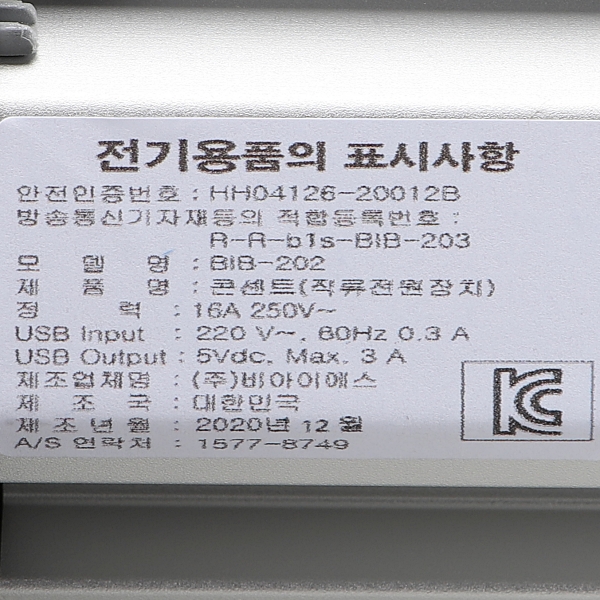 전기용품의 표시사항
안전인증번호 : HH04126-20012B
방송통신기자재등의 적합등록번호 :
R-R-b1s-BIB-203
모 델 명 : BIB-202
제 품 명 : 콘센트(직류전원장치)
정 력 : 16A 250V~
USB Input : 220 V~, 60Hz 0.3 A
USB Output : 5Vdc, Max. 3 A
제조업체명 : (주)비아이에스
제 조 국 : 대한민국
제 조 년 월 : 2020년 12 월
A/S 연락처 : 1577-8749
KC